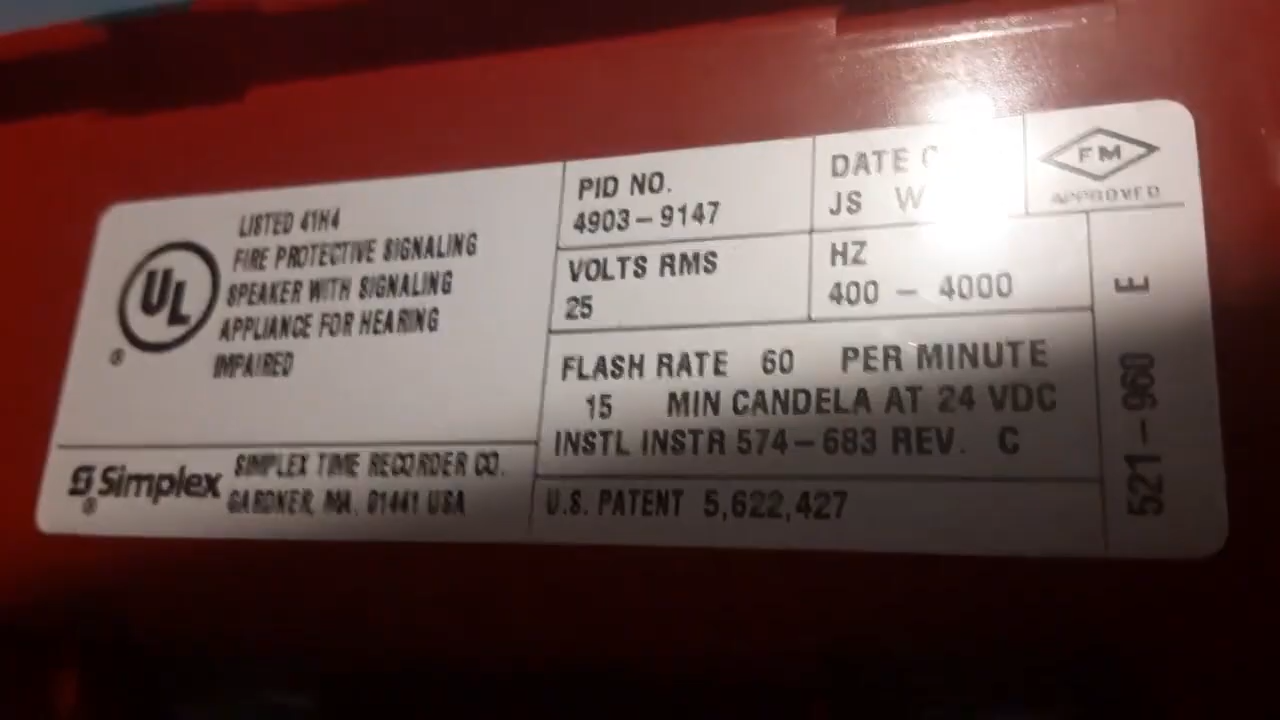 UL
®
LISTED 41H4
FIRE PROTECTIVE SIGNALING
SPEAKER WITH SIGNALING
APPLIANCE FOR HEARING
IMPAIRED
Simplex
®
SIMPLEX TIME RECORDER CO.
GARDNER, MA. 01441 USA
PID NO.
4903-9147
DATE
JS W
FM
APPROVED
VOLTS RMS
25
HZ
400 - 4000
FLASH RATE 60 PER MINUTE
15 MIN CANDELA AT 24 VDC
INSTL INSTR 574-683 REV. C
U.S. PATENT 5,622,427
521-960 E